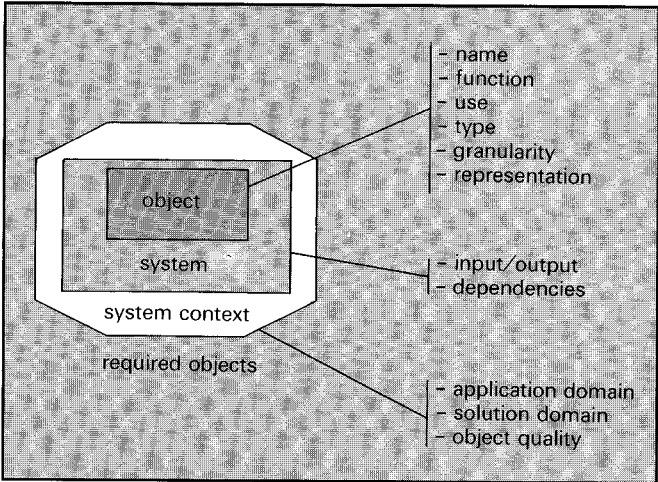 object
system
system context
required objects
- name
- function
- use
- type
- granularity
- representation
- input/output
- dependencies
- application domain
- solution domain
- object quality